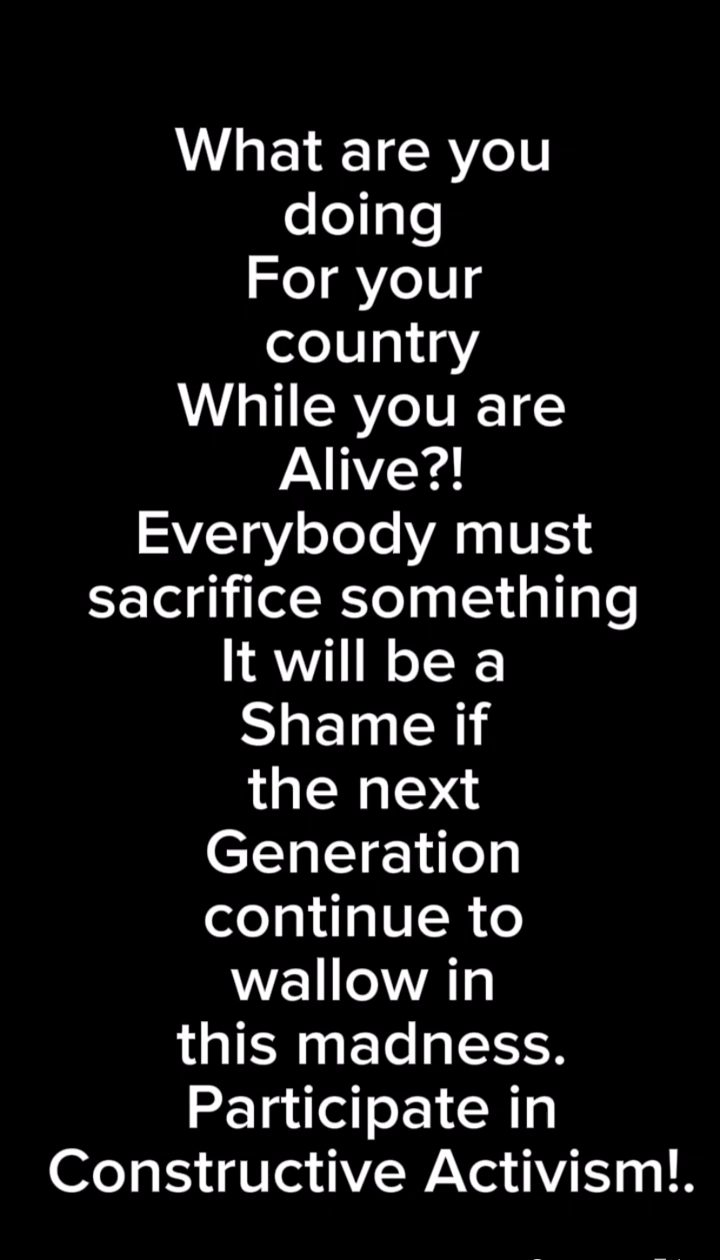 What are you
doing
For your
country
While you are
Alive?!
Everybody must
sacrifice something
It will be a
Shame if
the next
Generation
continue to
wallow in
this madness.
Participate in
Constructive Activism!.